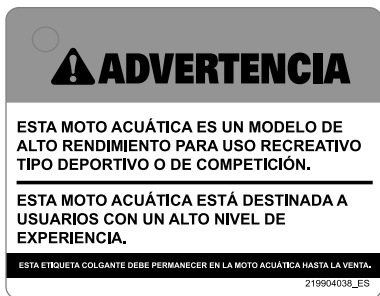 ADVERTENCIA
ESTA MOTO ACUÁTICA ES UN MODELO DE
ALTO RENDIMIENTO PARA USO RECREATIVO
TIPO DEPORTIVO O DE COMPETICIÓN.
ESTA MOTO ACUÁTICA ESTÁ DESTINADA A
USUARIOS CON UN ALTO NIVEL DE
EXPERIENCIA.
ESTA ETIQUETA COLGANTE DEBE PERMANECER EN LA MOTO ACUÁTICA HASTA LA VENTA.
219904038_ES